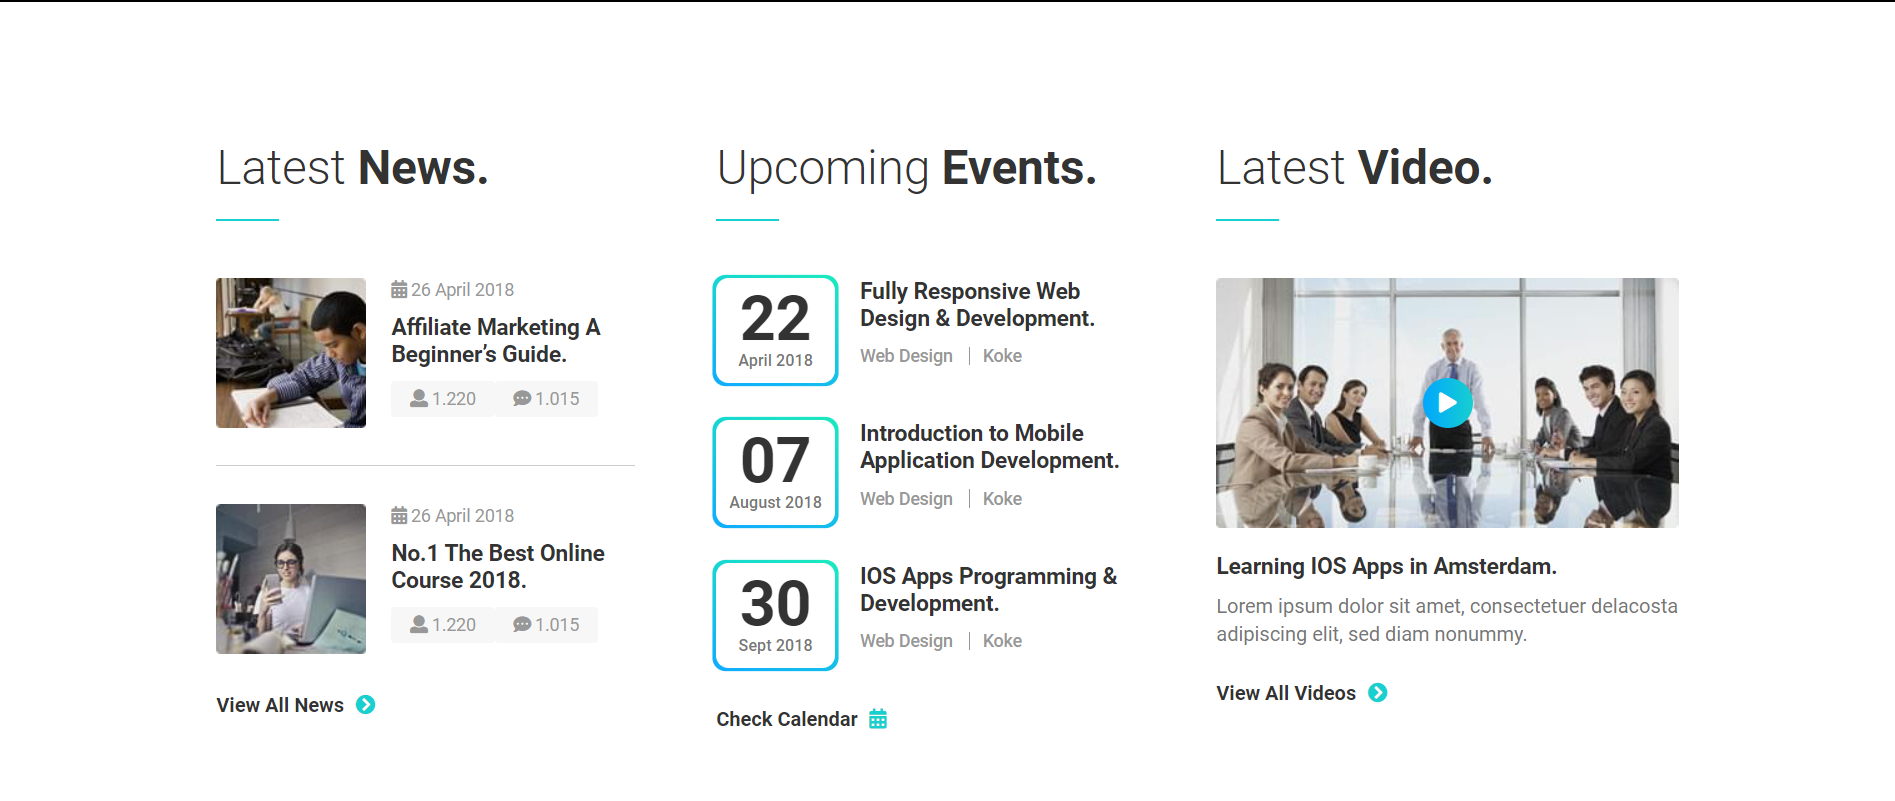 Latest News.
26 April 2018
Affiliate Marketing A
Beginner’s Guide.
1.220 1.015
26 April 2018
No.1 The Best Online
Course 2018.
1.220 1.015
View All News
Upcoming Events.
22
April 2018
Fully Responsive Web
Design & Development.
Web Design | Koke
07
August 2018
Introduction to Mobile
Application Development.
Web Design | Koke
30
Sept 2018
IOS Apps Programming &
Development.
Web Design | Koke
Check Calendar
Latest Video.
Learning IOS Apps in Amsterdam.
Lorem ipsum dolor sit amet, consectetuer delacosta
adipiscing elit, sed diam nonummy.
View All Videos